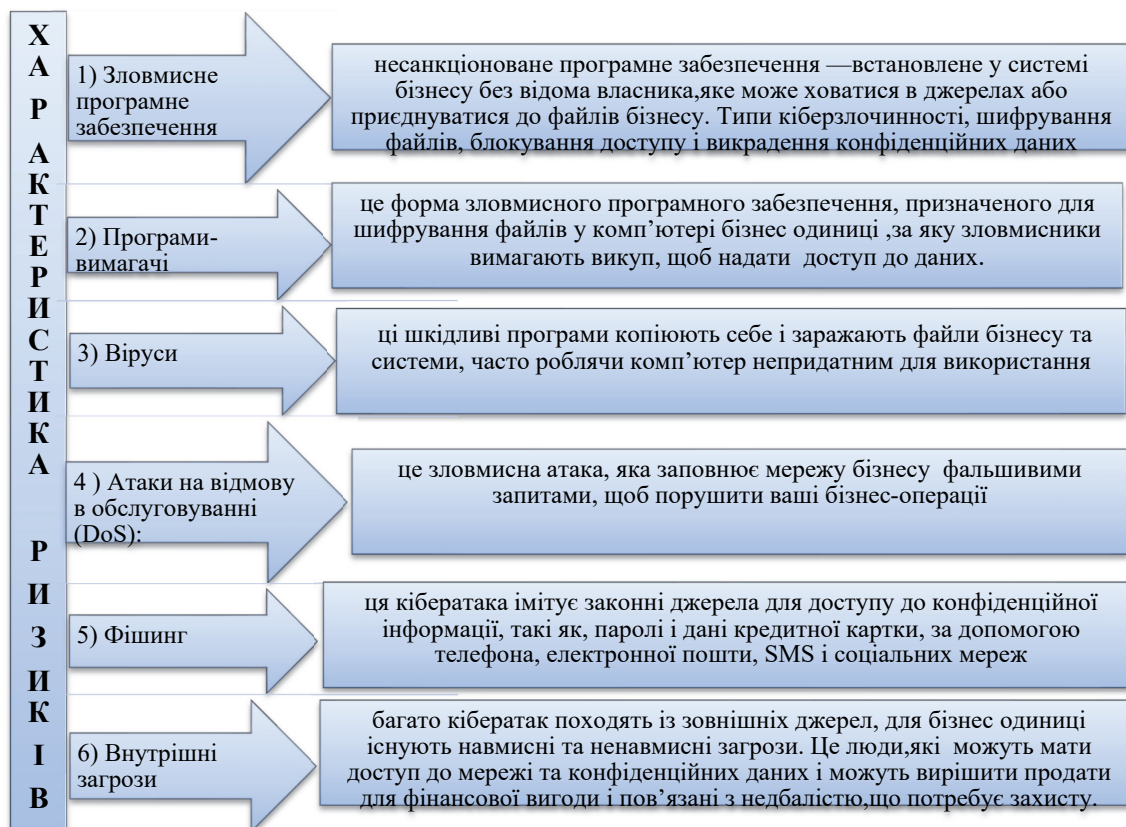 ХАРАКТЕРИСТИКА РИЗИКІВ
1) Зловмисне
програмне
забезпечення
несанкціоноване програмне забезпечення —встановлене у системі
бізнесу без відома власника,яке може ховатися в джерелах або
приєднуватися до файлів бізнесу. Типи кіберзлочинності, шифрування
файлів, блокування доступу і викрадення конфіденційних даних
2) Програми-
вимагачі
це форма зловмисного програмного забезпечення, призначеного для
шифрування файлів у комп’ютері бізнес одиниці ,за яку зловмисники
вимагають викуп, щоб надати доступ до даних.
3) Віруси
ці шкідливі програми копіюють себе і заражають файли бізнесу та
системи, часто роблячи комп’ютер непридатним для використання
4 ) Атаки на відмову
в обслуговуванні
(DoS):
це зловмисна атака, яка заповнює мережу бізнесу фальшивими
запитами, щоб порушити ваші бізнес-операції
5) Фішинг
ця кібератака імітує законні джерела для доступу до конфіденційної
інформації, такі як, паролі і дані кредитної картки, за допомогою
телефона, електронної пошти, SMS і соціальних мереж
6) Внутрішні
загрози
багато кібератак походять із зовнішніх джерел, для бізнес одиниці
існують навмисні та ненавмисні загрози. Це люди,які можуть мати
доступ до мережі та конфіденційних даних і можуть вирішити продати
для фінансової вигоди і пов’язані з недбалістю,що потребує захисту.